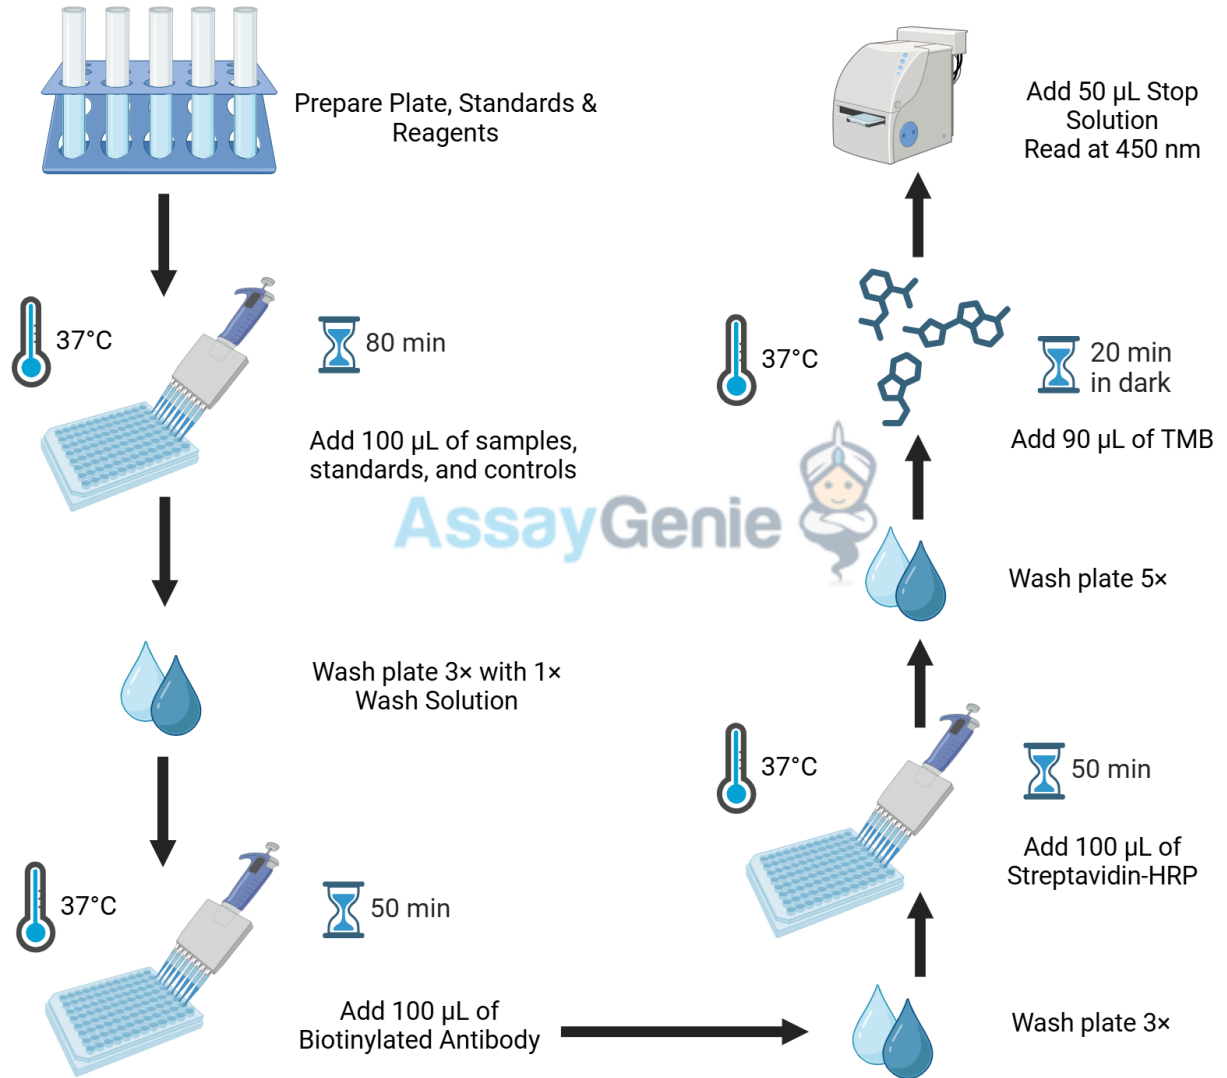 Prepare Plate, Standards &
Reagents
37°C
80 min
Add 100 µL of samples,
standards, and controls
Wash plate 3× with 1×
Wash Solution
37°C
50 min
Add 100 µL of
Biotinylated Antibody
Wash plate 3×
37°C
50 min
Add 100 µL of
Streptavidin-HRP
Wash plate 5×
37°C
20 min
in dark
Add 90 µL of TMB
Add 50 µL Stop
Solution
Read at 450 nm
AssayGenie